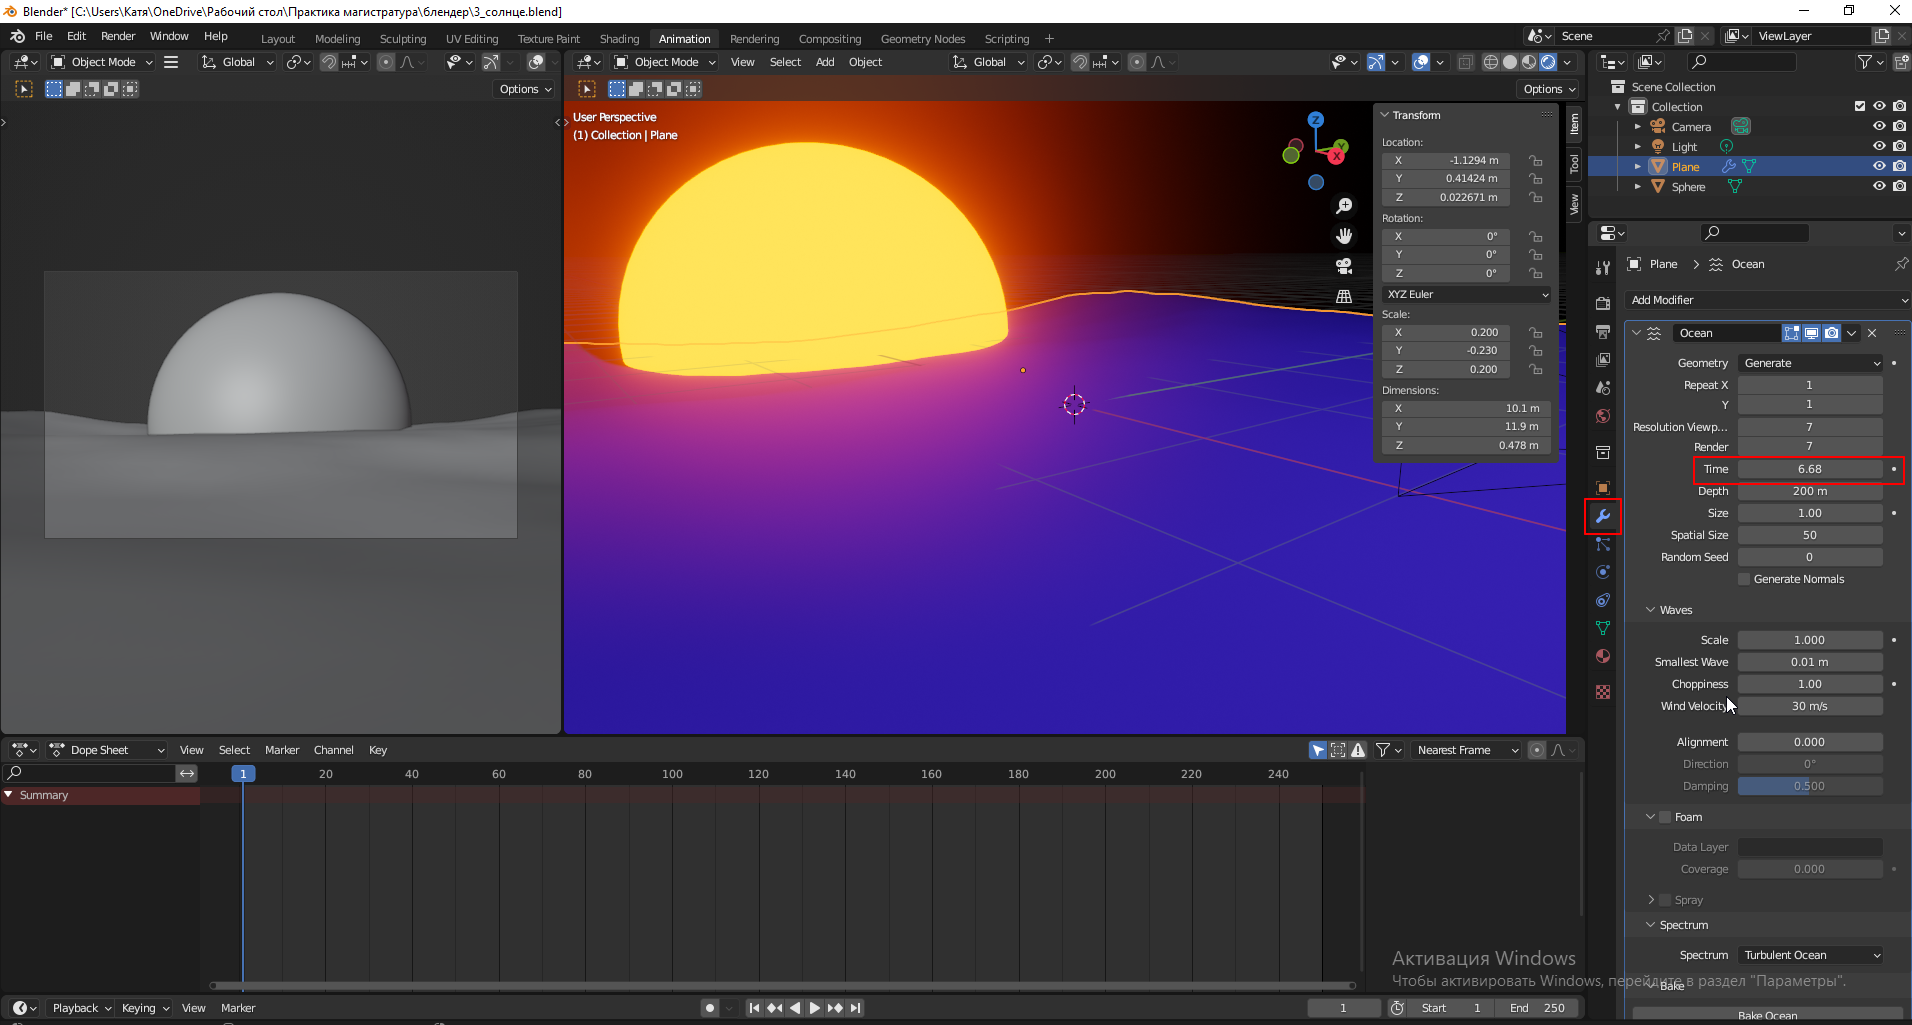 Blender* [C:\Users\Катя\OneDrive\Рабочий стол\Практика магистратура\блендер\3_солнце.blend]
File Edit Render Window Help Layout Modeling Sculpting UV Editing Texture Paint Shading Animation Rendering Compositing Geometry Nodes Scripting +
Scene ViewLayer
Object Mode Global
Options
Object Mode View Select Add Object Global
Options
User Perspective
(1) Collection | Plane
Z
Y
X
Transform
Location:
X -1.1294 m
Y 0.41424 m
Z 0.022671 m
Rotation:
X 0°
Y 0°
Z 0°
XYZ Euler
Scale:
X 0.200
Y -0.230
Z 0.200
Dimensions:
X 10.1 m
Y 11.9 m
Z 0.478 m
Item
Tool
View
Scene Collection
Collection
Camera
Light
Plane
Sphere
Plane > Ocean
Add Modifier
Ocean
Geometry Generate
Repeat X 1
Y 1
Resolution Viewp... 7
Render 7
Time 6.68
Depth 200 m
Size 1.00
Spatial Size 50
Random Seed 0
Generate Normals
Waves
Scale 1.000
Smallest Wave 0.01 m
Choppiness 1.00
Wind Velocity 30 m/s
Alignment 0.000
Direction 0°
Damping 0.500
Foam
Data Layer
Coverage 0.000
Spray
Spectrum
Spectrum Turbulent Ocean
Bake
Bake Ocean
Dope Sheet View Select Marker Channel Key
Nearest Frame
1 20 40 60 80 100 120 140 160 180 200 220 240
Summary
Активация Windows
Чтобы активировать Windows, перейдите в раздел "Параметры".
Playback Keying View Marker
1 Start 1 End 250